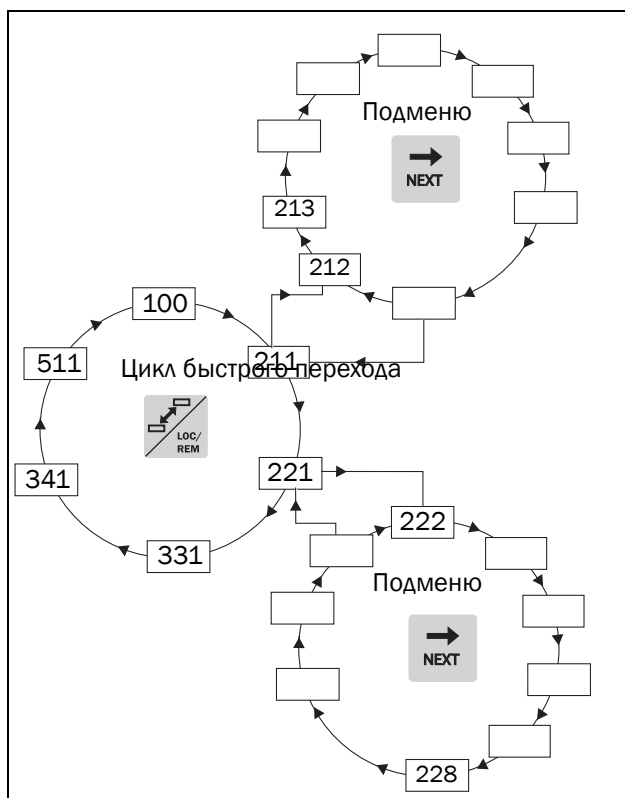 Подменю
NEXT
213
212
100
211
Цикл быстрого перехода
511
LOC/
REM
341
221
222
331
Подменю
NEXT
228